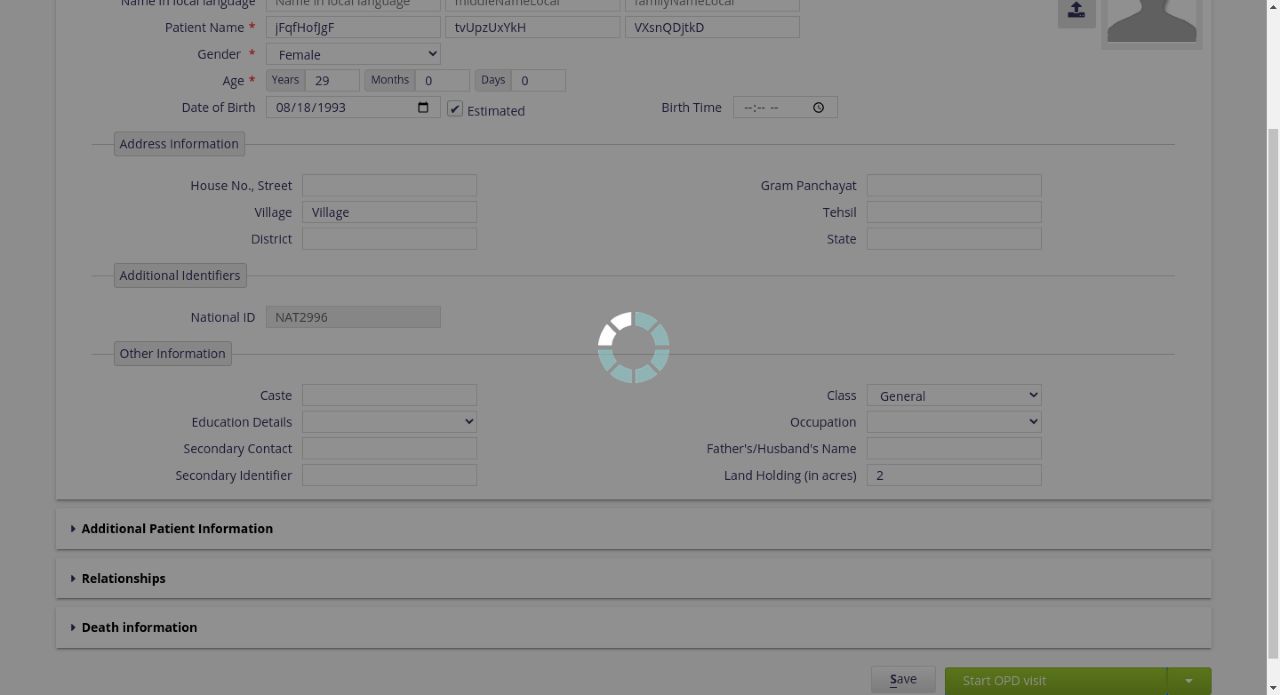 Name in local language Name in local language middleNameLocal familyNameLocal
Patient Name * jFqfHofJgF tvUpzUxYkH VXsnQDjtkD
Gender * Female
Age * Years 29 Months 0 Days 0
Date of Birth 08/18/1993 Estimated Birth Time --:-- --
Address Information
House No., Street Gram Panchayat
Village Village Tehsil
District State
Additional Identifiers
National ID NAT2996
Other Information
Caste Class General
Education Details Occupation
Secondary Contact Father's/Husband's Name
Secondary Identifier Land Holding (in acres) 2
Additional Patient Information
Relationships
Death information
Save Start OPD visit